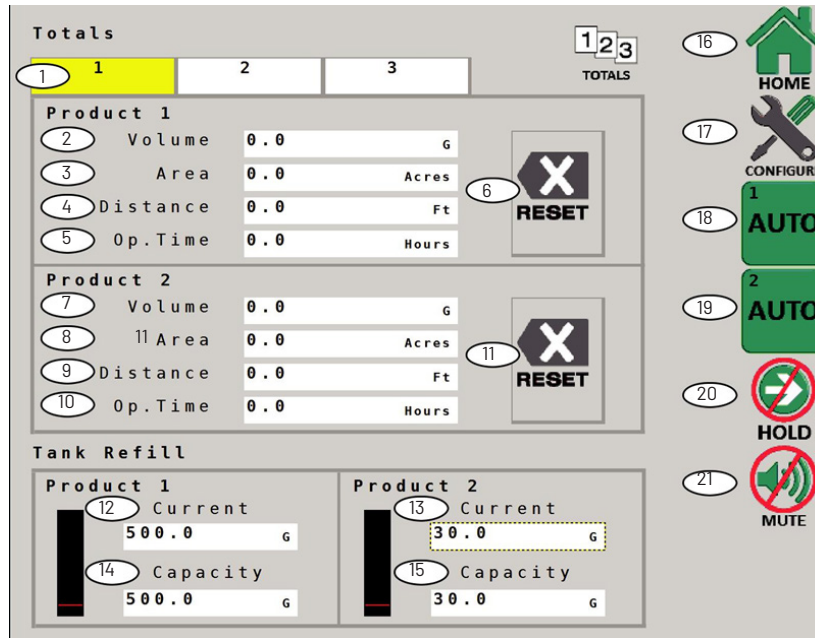 Totals
1 2 3
TOTALS
16
HOME
1
1 2 3
17
CONFIGURE
Product 1
2 Volume 0.0 G
3 Area 0.0 Acres
4 Distance 0.0 Ft
5 Op.Time 0.0 Hours
6
X
RESET
18
1
AUTO
Product 2
7 Volume 0.0 G
8 11 Area 0.0 Acres
9 Distance 0.0 Ft
10 Op.Time 0.0 Hours
11
X
RESET
19
2
AUTO
20
HOLD
Tank Refill
Product 1
12 Current
500.0 G
14 Capacity
500.0 G
Product 2
13 Current
30.0 G
15 Capacity
30.0 G
21
MUTE